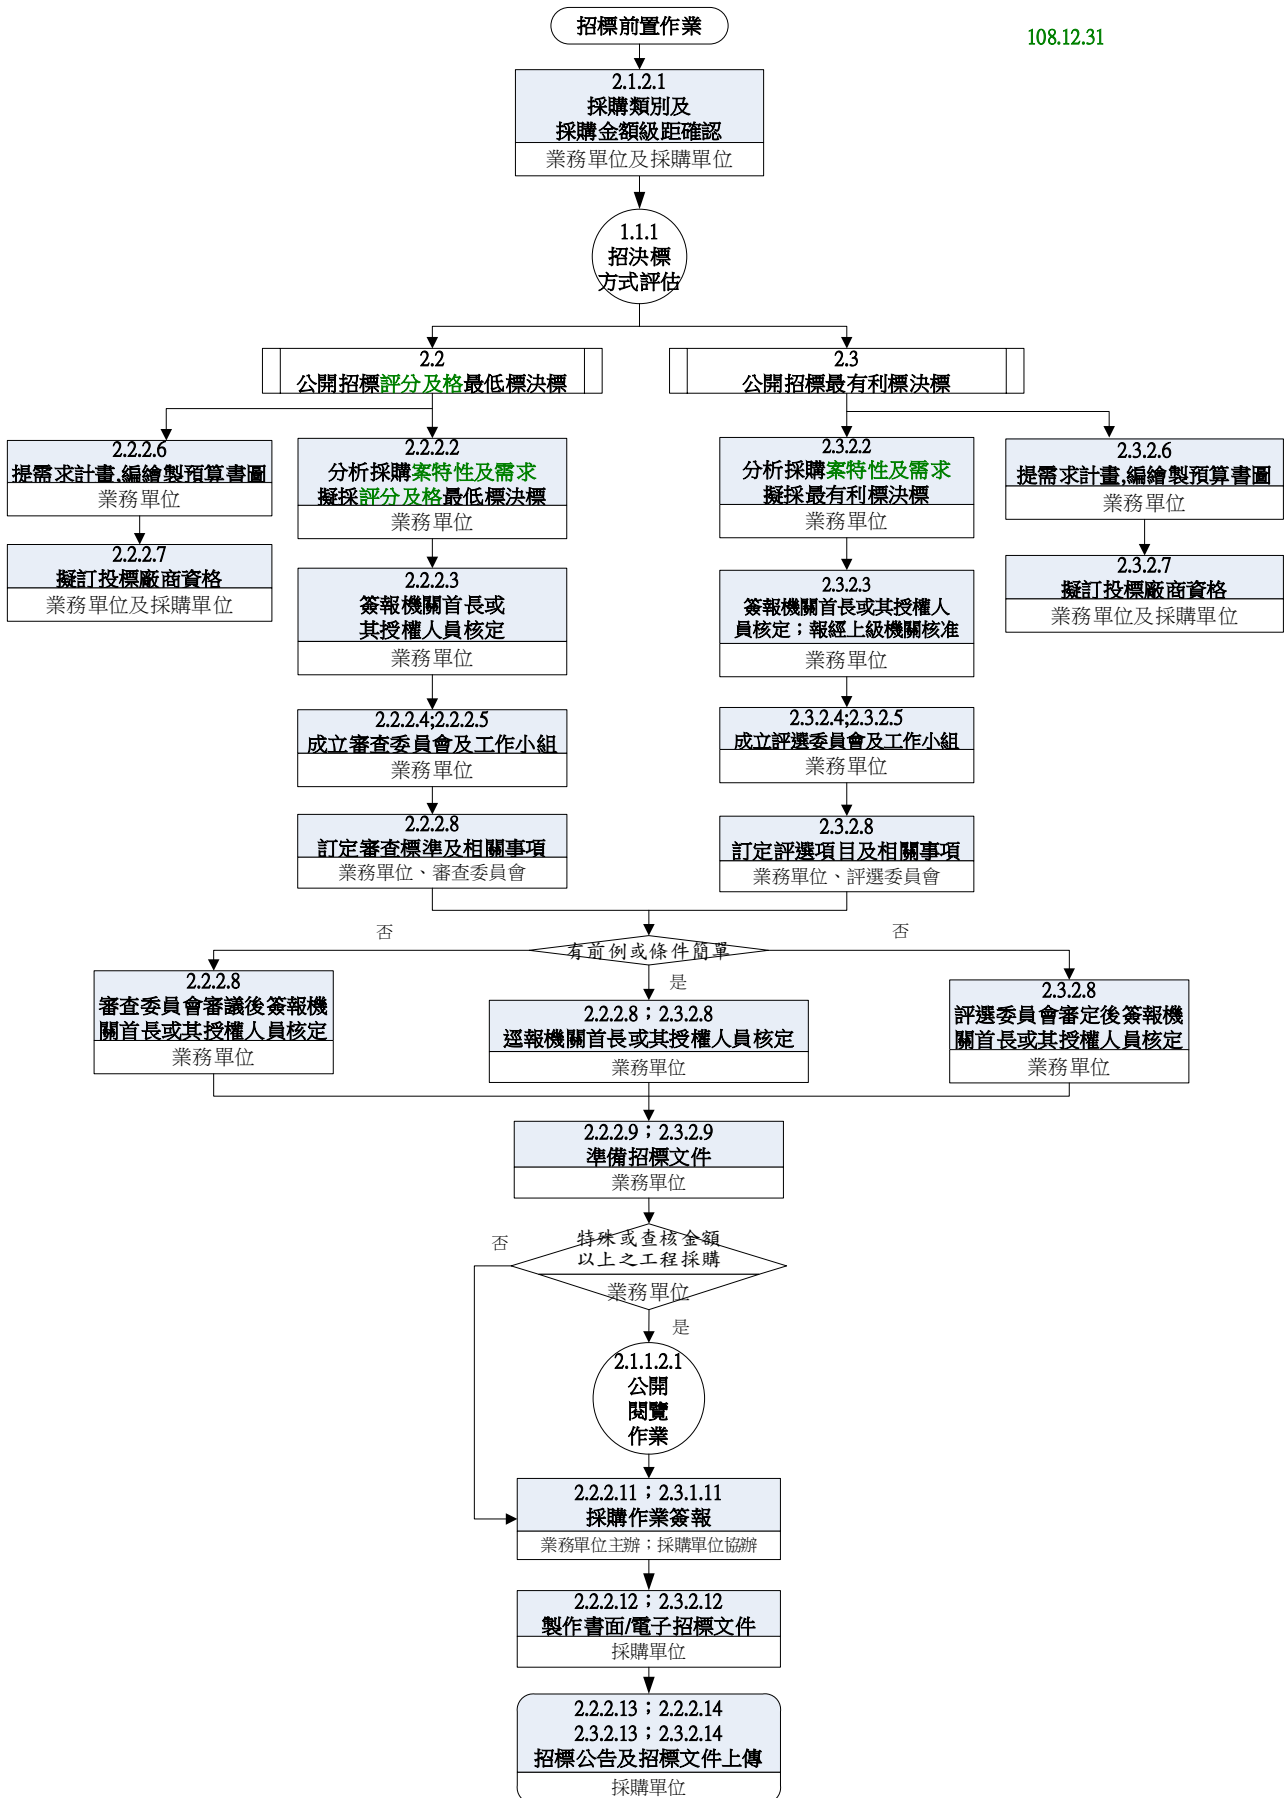 招標前置作業
108.12.31
2.1.2.1
採購類別及
採購金額級距確認
業務單位及採購單位
1.1.1
招決標
方式評估
2.2
公開招標評分及格最低標決標
2.3
公開招標最有利標決標
2.2.2.6
提需求計畫,編繪製預算書圖
業務單位
2.2.2.7
擬訂投標廠商資格
業務單位及採購單位
2.2.2.2
分析採購案特性及需求
擬採評分及格最低標決標
業務單位
2.2.2.3
簽報機關首長或
其授權人員核定
業務單位
2.2.2.4;2.2.2.5
成立審查委員會及工作小組
業務單位
2.2.2.8
訂定審查標準及相關事項
業務單位、審查委員會
2.3.2.2
分析採購案特性及需求
擬採最有利標決標
業務單位
2.3.2.3
簽報機關首長或其授權人
員核定；報經上級機關核准
業務單位
2.3.2.4;2.3.2.5
成立評選委員會及工作小組
業務單位
2.3.2.8
訂定評選項目及相關事項
業務單位、評選委員會
2.3.2.6
提需求計畫,編繪製預算書圖
業務單位
2.3.2.7
擬訂投標廠商資格
業務單位及採購單位
否
有前例或條件簡單
否
是
2.2.2.8
審查委員會審議後簽報機
關首長或其授權人員核定
業務單位
2.2.2.8；2.3.2.8
逕報機關首長或其授權人員核定
業務單位
2.3.2.8
評選委員會審定後簽報機
關首長或其授權人員核定
業務單位
2.2.2.9；2.3.2.9
準備招標文件
業務單位
否
特殊或查核金額
以上之工程採購
業務單位
是
2.1.1.2.1
公開
閱覽
作業
2.2.2.11；2.3.1.11
採購作業簽報
業務單位主辦；採購單位協辦
2.2.2.12；2.3.2.12
製作書面/電子招標文件
採購單位
2.2.2.13；2.2.2.14
2.3.2.13；2.3.2.14
招標公告及招標文件上傳
採購單位